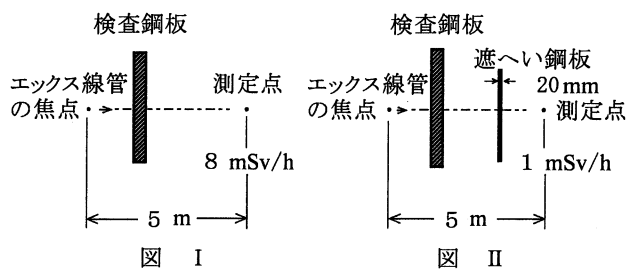 検査鋼板
エックス線管
の焦点
測定点
8 mSv/h
5 m
図 I
検査鋼板
遮へい鋼板
20mm
エックス線管
の焦点
測定点
1 mSv/h
5 m
図 II